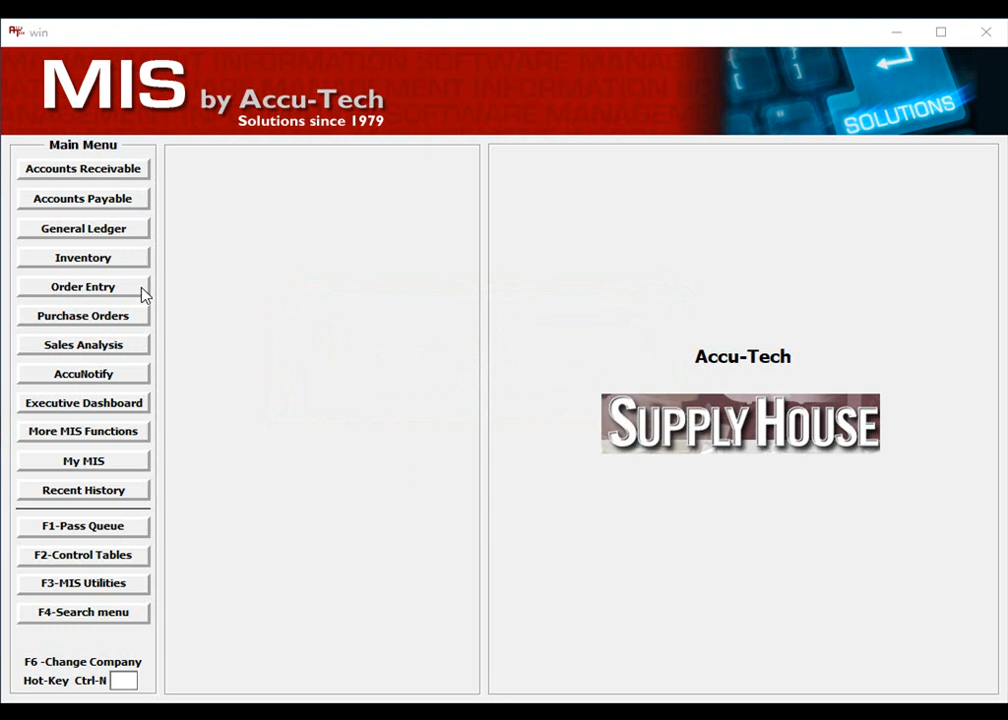 win
MIS by Accu-Tech
Solutions since 1979
SOLUTIONS
Main Menu
Accounts Receivable
Accounts Payable
General Ledger
Inventory
Order Entry
Purchase Orders
Sales Analysis
AccuNotify
Executive Dashboard
More MIS Functions
My MIS
Recent History
F1-Pass Queue
F2-Control Tables
F3-MIS Utilities
F4-Search menu
F6 -Change Company
Hot-Key Ctrl-N
Accu-Tech
SUPPLY HOUSE